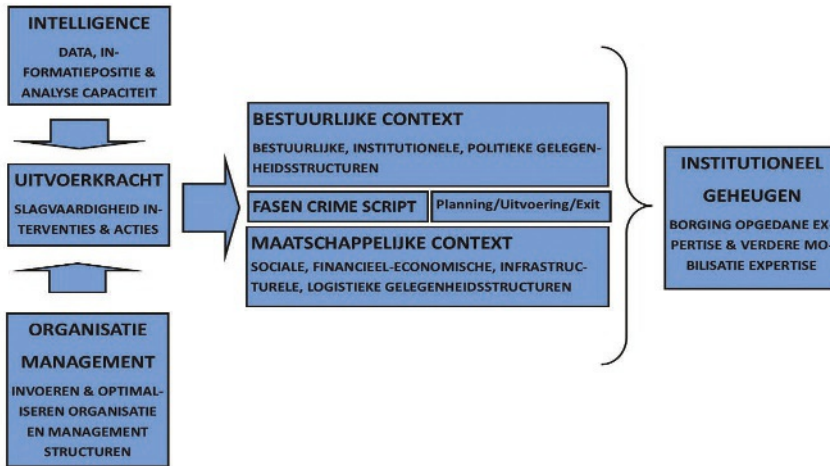 INTELLIGENCE
DATA, IN-
FORMATIEPOSITIE &
ANALYSE CAPACITEIT
UITVOERKRACHT
SLAGVAARDIGHEID IN-
TERVENTIES & ACTIES
ORGANISATIE
MANAGEMENT
INVOEREN & OPTIMAL-
ISEREN ORGANISATIE
EN MANAGEMENT
STRUCTUREN
BESTUURLIJKE CONTEXT
BESTUURLIJKE, INSTITUTIONELE, POLITIEKE GELEGEN-
HEIDSSTRUCTUREN
FASEN CRIME SCRIPT
Planning/Uitvoering/Exit
MAATSCHAPPELIJKE CONTEXT
SOCIALE, FINANCIEEL-ECONOMISCHE, INFRASTRUC-
TURELE, LOGISTIEKE GELEGENHEIDSSTRUCTUREN
INSTITUTIONEEL
GEHEUGEN
BORGING OPGEDANE EX-
PERTISE & VERDERE MO-
BILISATIE EXPERTISE